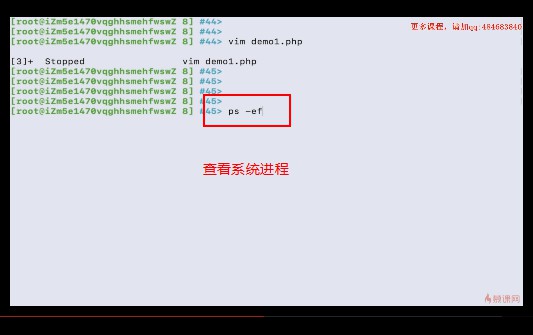 [root@iZm5e1470vqghhsmehfwswZ 8] #44>
更多课程,请加qq:484683840
[root@iZm5e1470vqghhsmehfwswZ 8] #44>
[root@iZm5e1470vqghhsmehfwswZ 8] #44> vim demo1.php
[3]+ Stopped vim demo1.php
[root@iZm5e1470vqghhsmehfwswZ 8] #45>
[root@iZm5e1470vqghhsmehfwswZ 8] #45>
[root@iZm5e1470vqghhsmehfwswZ 8] #45>
[root@iZm5e1470vqghhsmehfwswZ 8] #45>
[root@iZm5e1470vqghhsmehfwswZ 8] #45> ps -ef
查看系统进程
慕课网